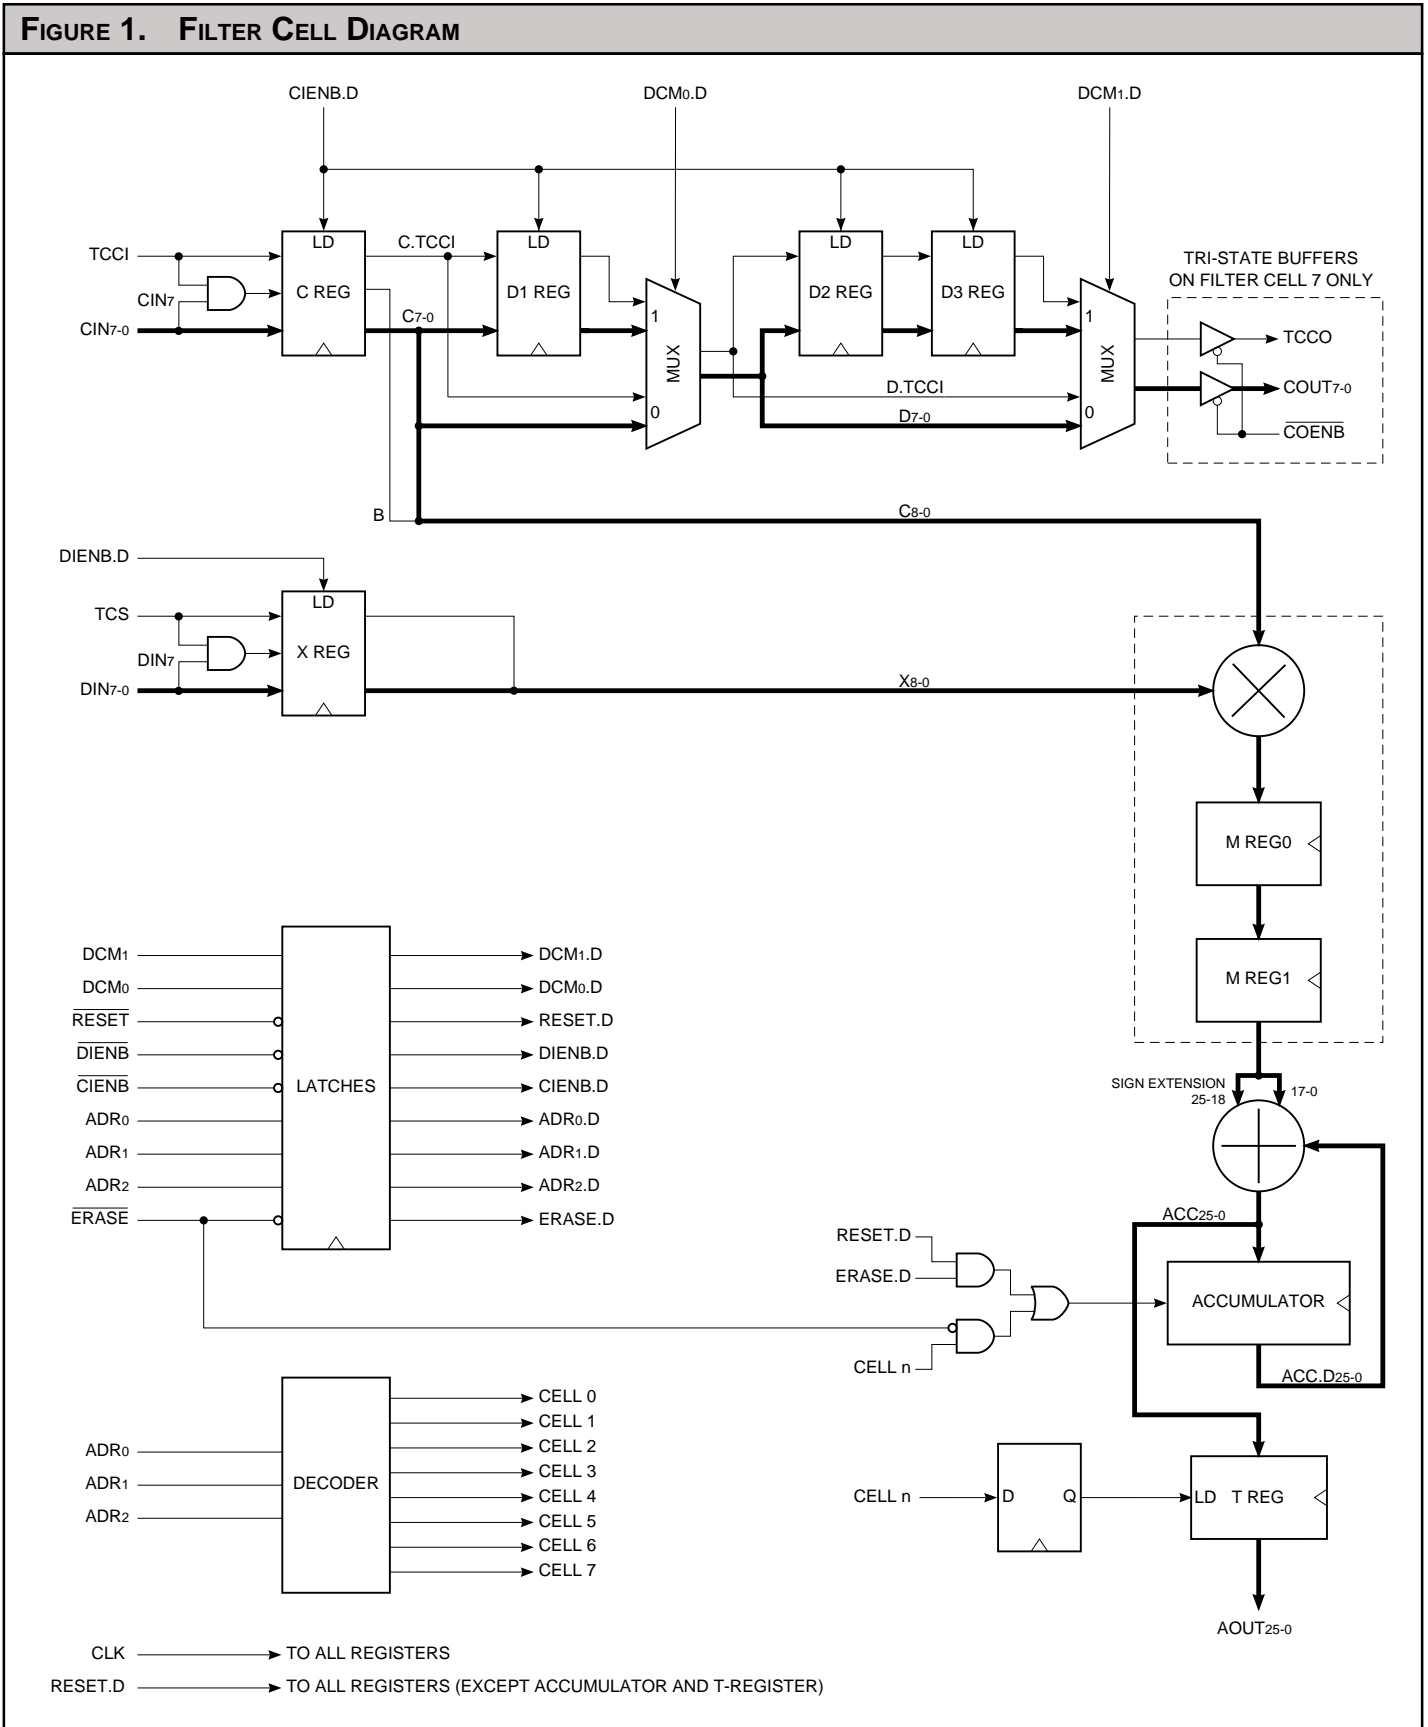 FIGURE 1. FILTER CELL DIAGRAM
CIENB.D
DCM0.D
DCM1.D
LD
LD
LD
LD
TCCI
C.TCCI
TRI-STATE BUFFERS
ON FILTER CELL 7 ONLY
CIN7
C REG
D1 REG
D2 REG
D3 REG
CIN7-0
C7-0
1
MUX
0
1
MUX
0
TCCO
D.TCCI
COUT7-0
D7-0
COENB
B
C8-0
DIENB.D
LD
TCS
DIN7
X REG
DIN7-0
X8-0
M REG0
M REG1
DCM1
DCM0
RESET
DIENB
CIENB
ADR0
ADR1
ADR2
ERASE
LATCHES
DCM1.D
DCM0.D
RESET.D
DIENB.D
CIENB.D
ADR0.D
ADR1.D
ADR2.D
ERASE.D
SIGN EXTENSION
25-18
17-0
ACC25-0
RESET.D
ERASE.D
CELL n
ACCUMULATOR
ACC.D25-0
ADR0
ADR1
ADR2
DECODER
CELL 0
CELL 1
CELL 2
CELL 3
CELL 4
CELL 5
CELL 6
CELL 7
CELL n
D Q
LD T REG
AOUT25-0
CLK TO ALL REGISTERS
RESET.D TO ALL REGISTERS (EXCEPT ACCUMULATOR AND T-REGISTER)